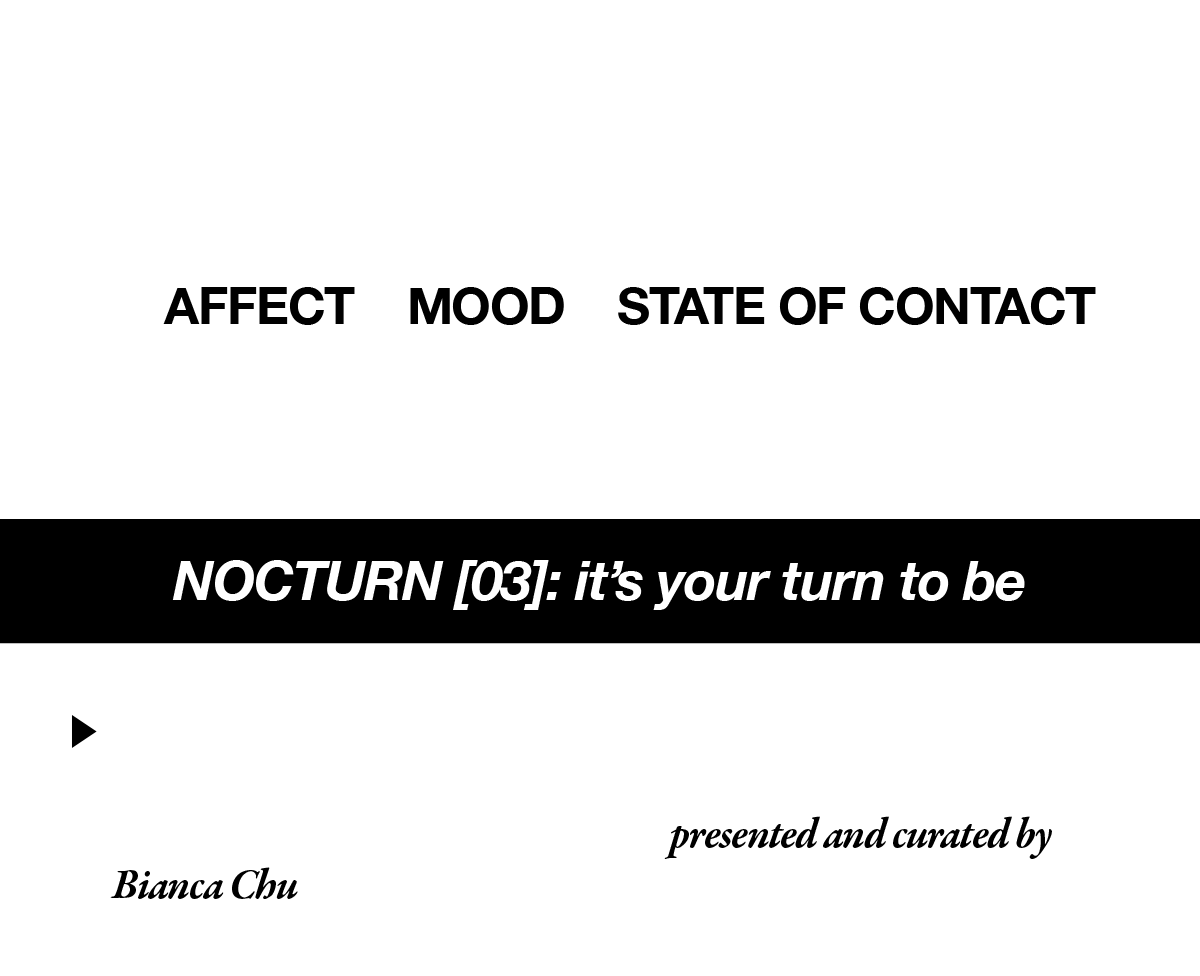 AFFECT MOOD STATE OF CONTACT
NOCTURN [03]: it’s your turn to be
presented and curated by
Bianca Chu